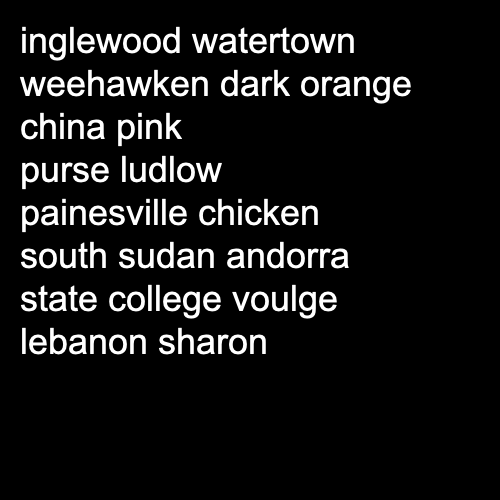 inglewood watertown
weehawken dark orange
china pink
purse ludlow
painesville chicken
south sudan andorra
state college voulge
lebanon sharon